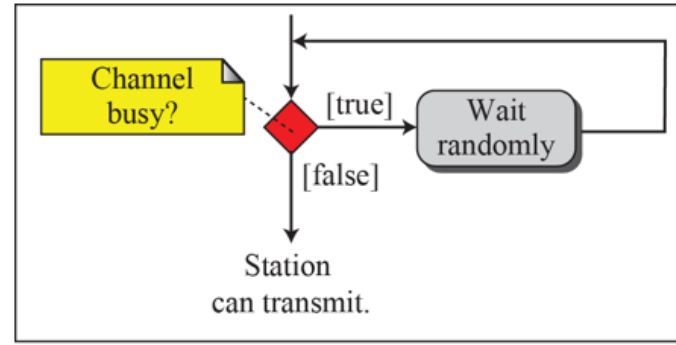 Channel
busy?
[true]
Wait
randomly
[false]
Station
can transmit.